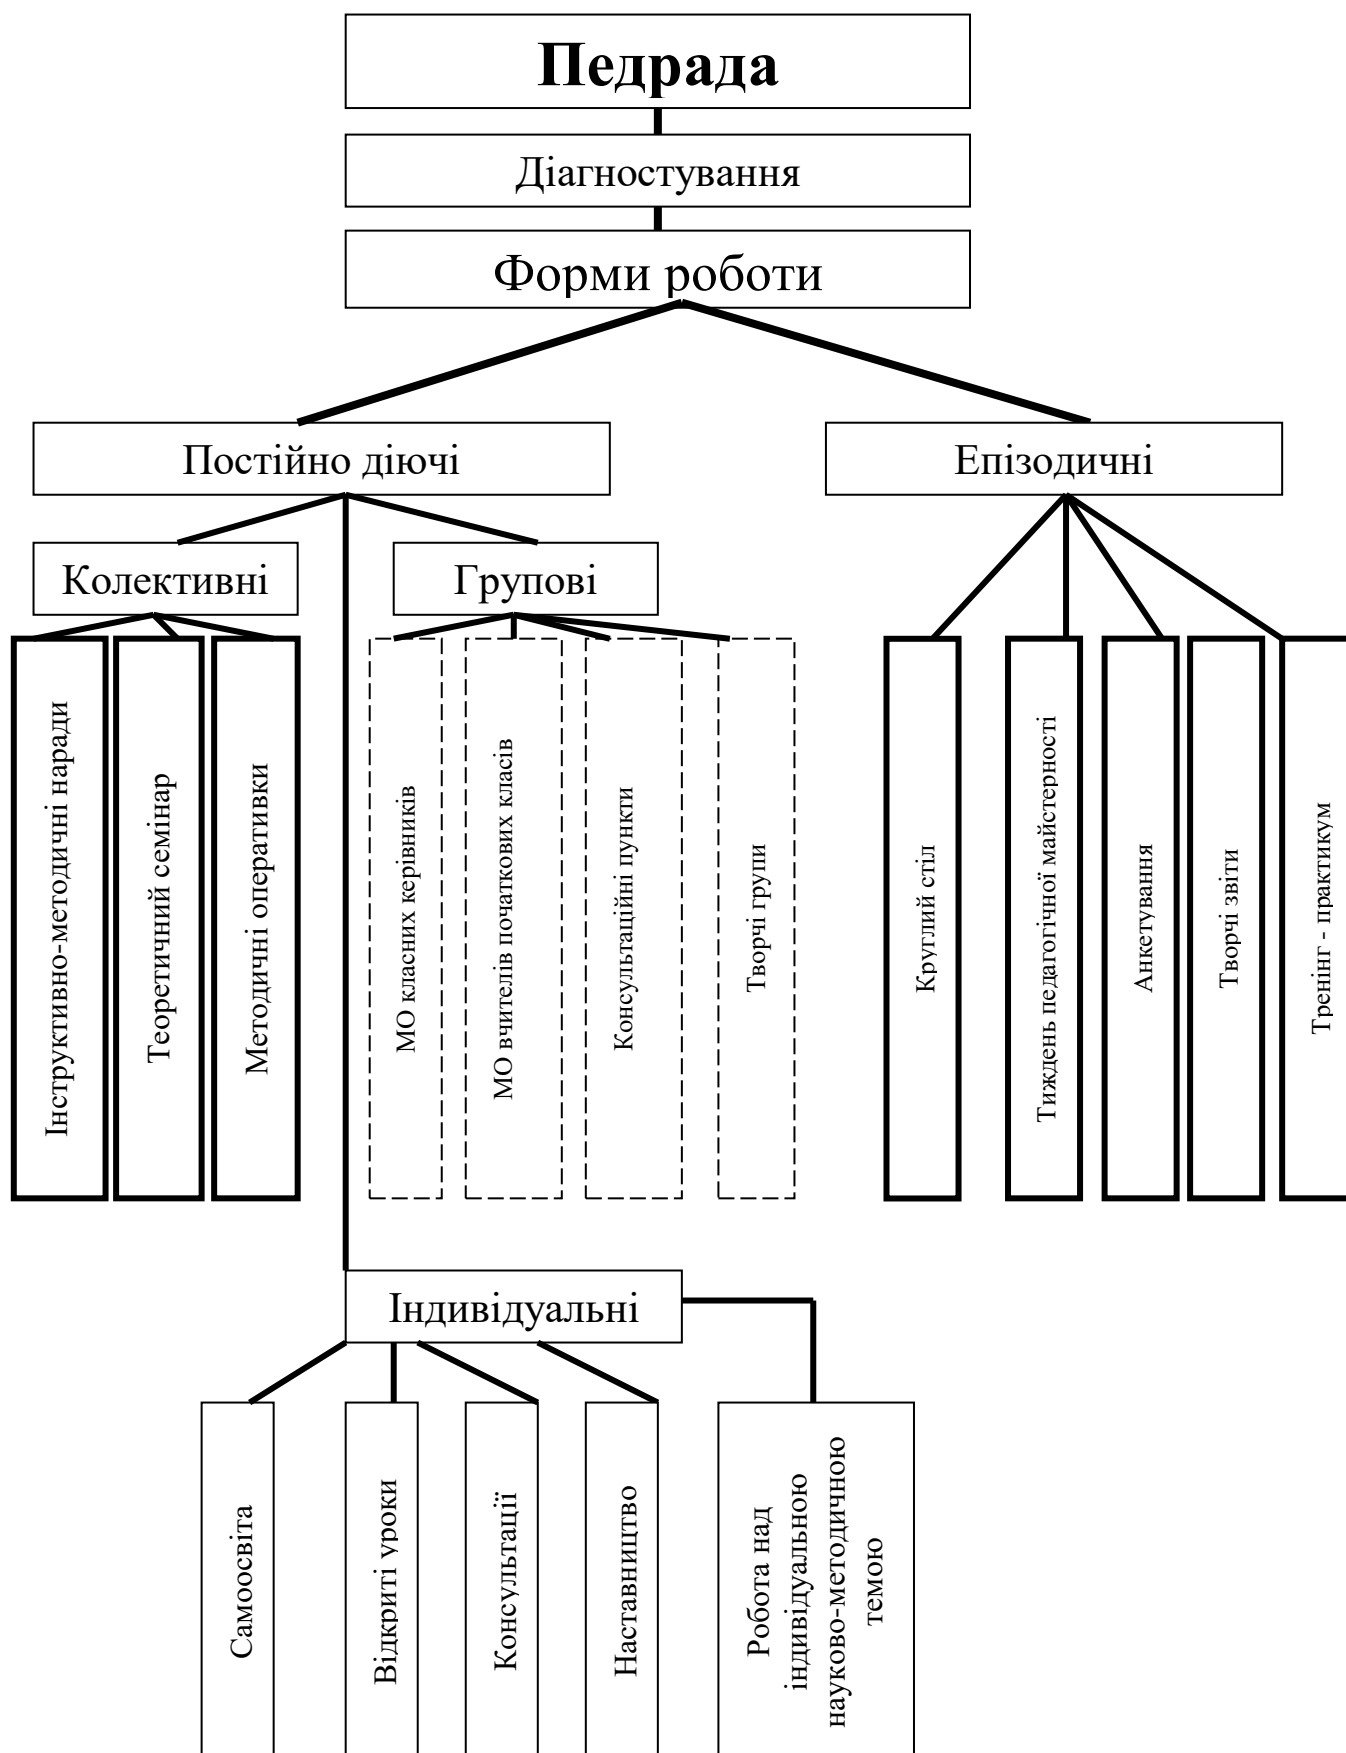 Педрада
Діагностування
Форми роботи
Постійно діючі
Епізодичні
Колективні
Групові
Інструктивно-методичні наради
Теоретичний семінар
Методичні оперативки
МО класних керівників
МО вчителів початкових класів
Консультаційні пункти
Творчі групи
Круглий стіл
Тиждень педагогічної майстерності
Анкетування
Творчі звіти
Тренінг - практикум
Індивідуальні
Самоосвіта
Відкриті уроки
Консультації
Наставництво
Робота над
індивідуальною
науково-методичною
темою